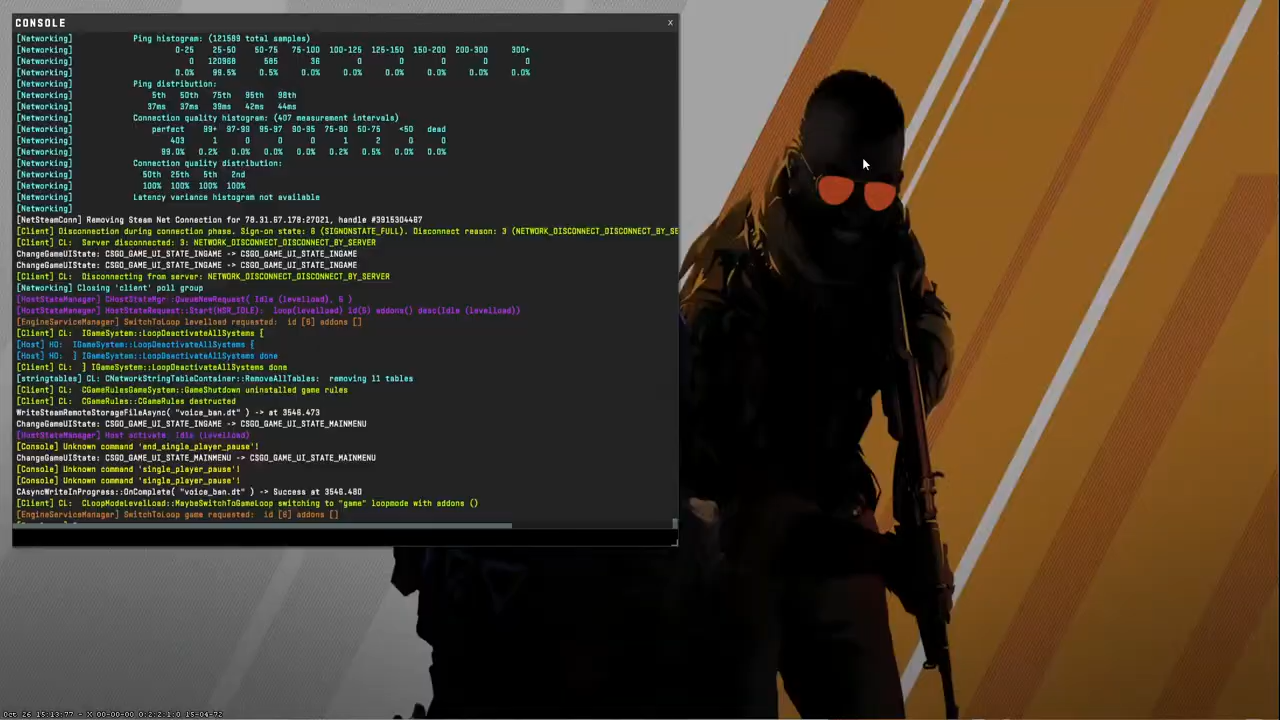 CONSOLE X
[Networking] Ping histogram: (121589 total samples)
[Networking] 0-25 25-50 50-75 75-100 100-125 125-150 150-200 200-300 300+
[Networking] 0 120968 585 36 0 0 0 0 0
[Networking] 0.0% 99.5% 0.5% 0.0% 0.0% 0.0% 0.0% 0.0% 0.0%
[Networking] Ping distribution:
[Networking] 5th 50th 75th 95th 98th
[Networking] 37ms 37ms 39ms 42ms 44ms
[Networking] Connection quality histogram: (407 measurement intervals)
[Networking] perfect 99+ 97-99 95-97 90-95 75-90 50-75 <50 dead
[Networking] 403 1 0 0 0 1 2 0 0
[Networking] 99.0% 0.2% 0.0% 0.0% 0.0% 0.2% 0.5% 0.0% 0.0%
[Networking] Connection quality distribution:
[Networking] 50th 25th 5th 2nd
[Networking] 100% 100% 100% 100%
[Networking] Latency variance histogram not available
[Networking]
[NetSteamConn] Removing Steam Net Connection for 78.31.67.179:27021, handle #3915304487
[Client] Disconnection during connection phase. Sign-on state: 6 (SIGNONSTATE_FULL). Disconnect reason: 3 (NETWORK_DISCONNECT_DISCONNECT_BY_SE
[Client] CL: Server disconnected: 3: NETWORK_DISCONNECT_DISCONNECT_BY_SERVER
ChangeGameUIState: CSGO_GAME_UI_STATE_INGAME -> CSGO_GAME_UI_STATE_INGAME
ChangeGameUIState: CSGO_GAME_UI_STATE_INGAME -> CSGO_GAME_UI_STATE_INGAME
[Client] CL: Disconnecting from server: NETWORK_DISCONNECT_DISCONNECT_BY_SERVER
[Networking] Closing 'client' poll group
[HostStateManager] CHostStateMgr::QueueNewRequest( Idle (levelload), 6 )
[HostStateManager] HostStateRequest::Start(HSR_IDLE): loop(levelload) id(6) addons() desc(Idle (levelload))
[EngineServiceManager] SwitchToLoop levelload requested: id [6] addons []
[Client] CL: IGameSystem::LoopDeactivateAllSystems {
[Host] HO: IGameSystem::LoopDeactivateAllSystems {
[Host] HO: } IGameSystem::LoopDeactivateAllSystems done
[Client] CL: } IGameSystem::LoopDeactivateAllSystems done
[stringtables] CL: CNetworkStringTableContainer::RemoveAllTables: removing 11 tables
[Client] CL: CGameRulesGameSystem::GameShutdown uninstalled game rules
[Client] CL: CGameRules::CGameRules destructed
WriteSteamRemoteStorageFileAsync( "voice_ban.dt" ) -> at 3546.473
ChangeGameUIState: CSGO_GAME_UI_STATE_INGAME -> CSGO_GAME_UI_STATE_MAINMENU
[HostStateManager] Host activate: Idle (levelload)
[Console] Unknown command 'end_single_player_pause'!
ChangeGameUIState: CSGO_GAME_UI_STATE_MAINMENU -> CSGO_GAME_UI_STATE_MAINMENU
[Console] Unknown command 'single_player_pause'!
[Console] Unknown command 'single_player_pause'!
CAsyncWriteInProgress::OnComplete( "voice_ban.dt" ) -> Success at 3546.480
[Client] CL: CLoopModeLevelLoad::MaybeSwitchToGameLoop switching to "game" loopmode with addons ()
[EngineServiceManager] SwitchToLoop game requested: id [6] addons []